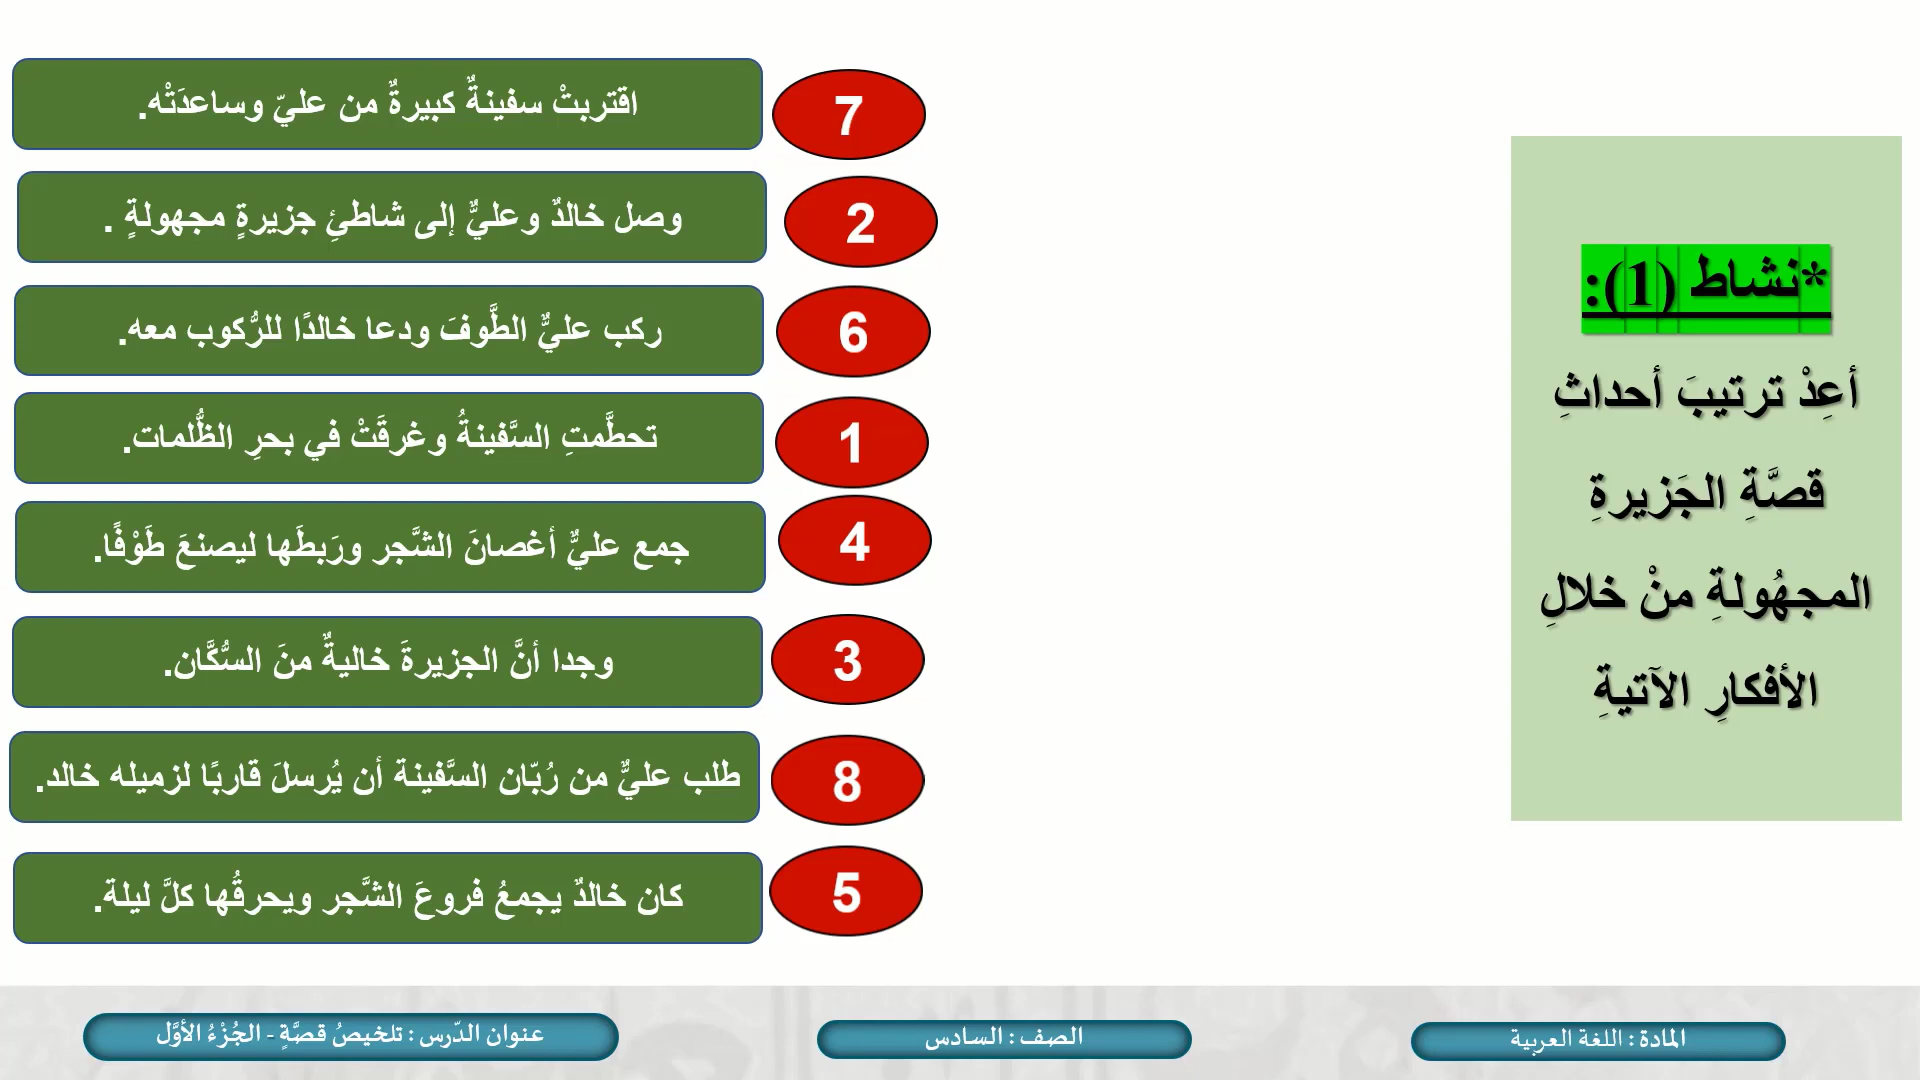 *نشاط (1):
أعِدْ ترتيبَ أحداثِ
قصَّةِ الجَزيرةِ
المجهُولةِ منْ خلالِ
الأفكارِ الآتيةِ
7 اقتربتْ سفينةٌ كبيرةٌ من عليّ وساعدَتْه.
2 وصل خالدٌ وعليٌّ إلى شاطئِ جزيرةٍ مجهولةٍ .
6 ركب عليٌّ الطَّوفَ ودعا خالدًا للرُّكوب معه.
1 تحطَّمتِ السَّفينةُ وغرقَتْ في بحرِ الظُّلمات.
4 جمع عليٌّ أغصانَ الشَّجر ورَبطَها ليصنعَ طَوْفًا.
3 وجدا أنَّ الجزيرةَ خاليةٌ منَ السُّكَّان.
8 طلب عليٌّ من رُبّان السَّفينة أن يُرسلَ قاربًا لزميله خالد.
5 كان خالدٌ يجمعُ فروعَ الشَّجر ويحرقُها كلَّ ليلة.
المادة : اللغة العربية
الصف : السادس
عنوان الدّرس : تلخيصُ قصَّةٍ - الجُزْءُ الأوَّل